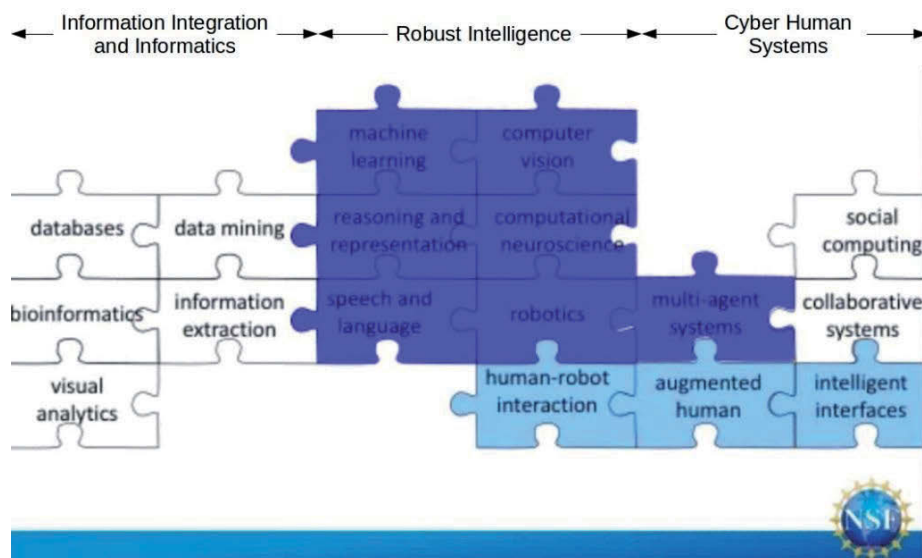 Information Integration
and Informatics
Robust Intelligence
Cyber Human
Systems
machine
learning
computer
vision
databases
data mining
reasoning and
representation
computational
neuroscience
social
computing
bioinformatics
information
extraction
speech and
language
robotics
multi-agent
systems
collaborative
systems
visual
analytics
human-robot
interaction
augmented
human
intelligent
interfaces
NSF